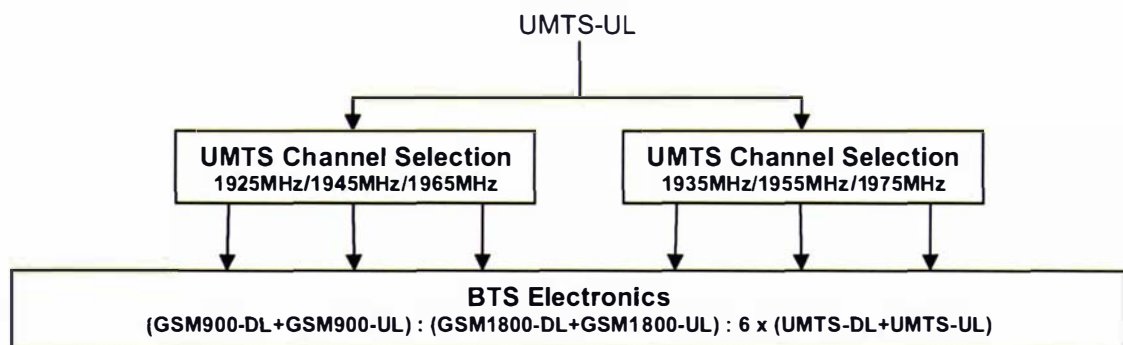 UMTS-UL
UMTS Channel Selection
1925MHz/1945MHz/1965MHz
UMTS Channel Selection
1935MHz/1955MHz/1975MHz
BTS Electronics
(GSM900-DL+GSM900-UL) : (GSM1800-DL+GSM1800-UL) : 6 x (UMTS-DL+UMTS-UL)